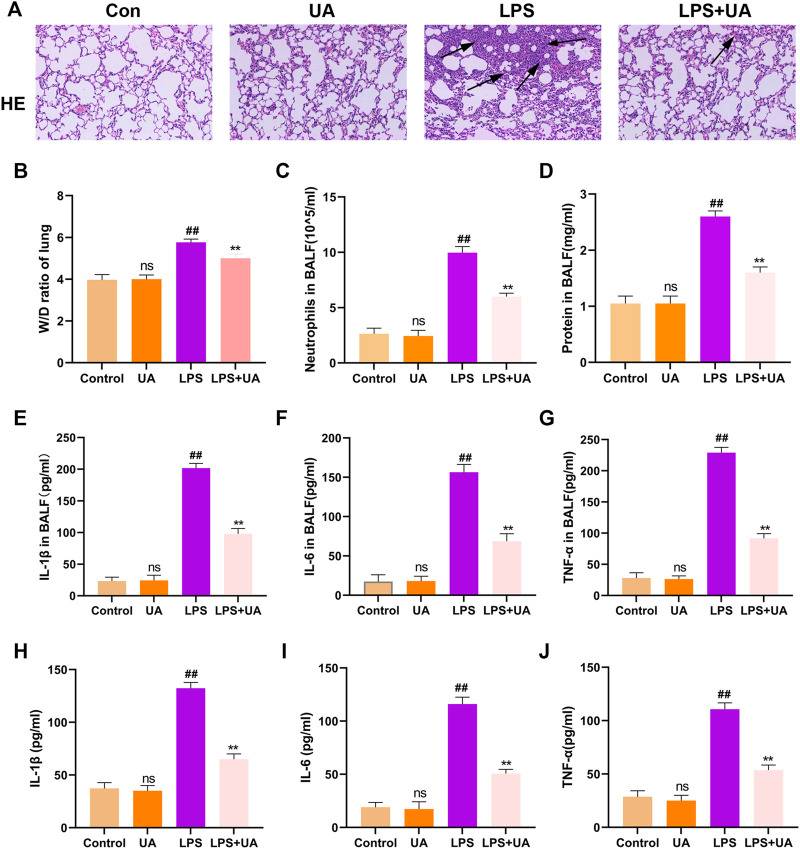 A
Con
UA
LPS
LPS+UA
HE
B
W/D ratio of lung
8
6
4
2
0
ns
##
**
Control
UA
LPS
LPS+UA
C
Neutrophils in BALF(10^5/ml)
15
10
5
0
ns
##
**
Control
UA
LPS
LPS+UA
D
Protein in BALF(mg/ml)
3
2
1
0
ns
##
**
Control
UA
LPS
LPS+UA
E
IL-1β in BALF(pg/ml)
250
200
150
100
50
0
ns
##
**
Control
UA
LPS
LPS+UA
F
IL-6 in BALF(pg/ml)
200
150
100
50
0
ns
##
**
Control
UA
LPS
LPS+UA
G
TNF-α in BALF(pg/ml)
250
200
150
100
50
0
ns
##
**
Control
UA
LPS
LPS+UA
H
IL-1β (pg/ml)
150
100
50
0
ns
##
**
Control
UA
LPS
LPS+UA
I
IL-6 (pg/ml)
150
100
50
0
ns
##
**
Control
UA
LPS
LPS+UA
J
TNF-α(pg/ml)
150
100
50
0
ns
##
**
Control
UA
LPS
LPS+UA